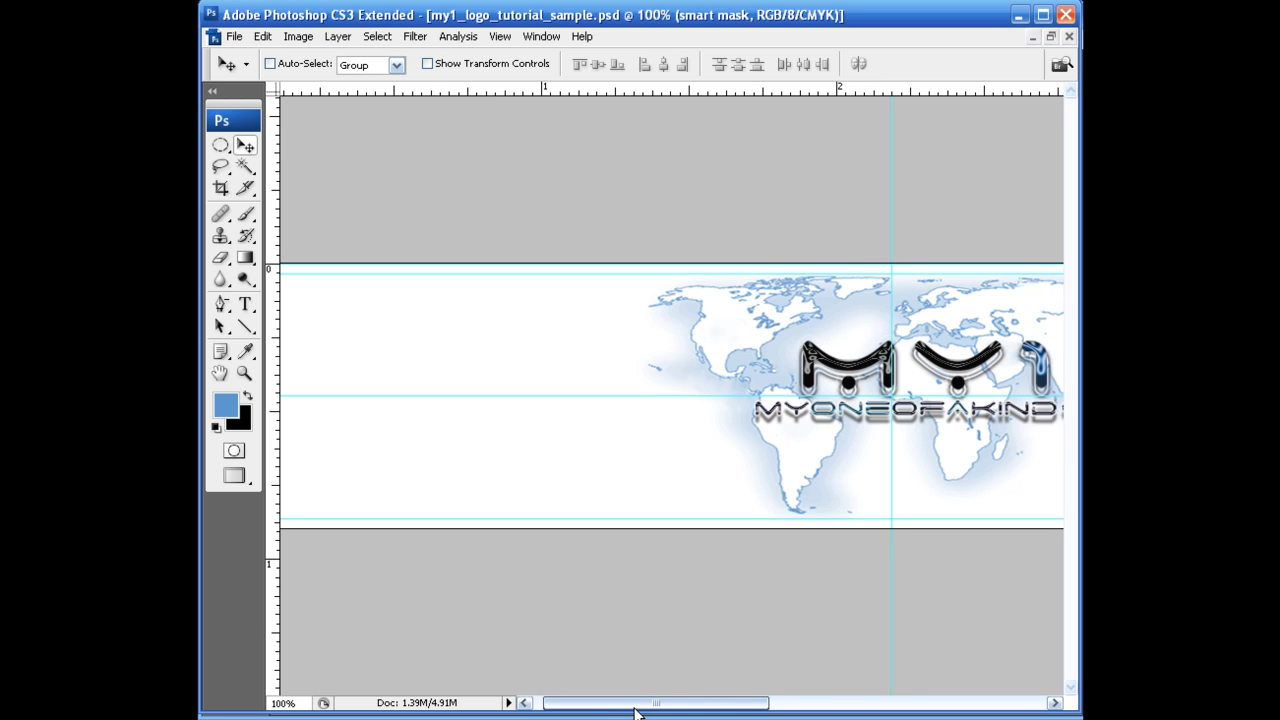 Adobe Photoshop CS3 Extended - [my1_logo_tutorial_sample.psd @ 100% (smart mask, RGB/8/CMYK)]
File Edit Image Layer Select Filter Analysis View Window Help
Auto-Select: Group Show Transform Controls
1 2
Ps
T
0
MY1
MYONEOFAKIND
1
100% Doc: 1.39M/4.91M